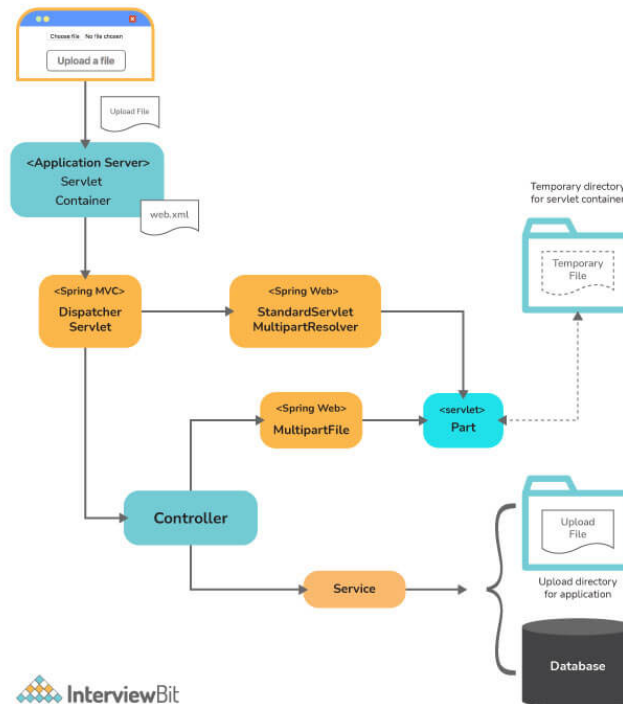 Choose file No file chosen
Upload a file
Upload File
<Application Server>
Servlet
Container
web.xml
Temporary directory
for servlet container
Temporary
File
<Spring MVC>
Dispatcher
Servlet
<Spring Web>
StandardServlet
MultipartResolver
<Spring Web>
MultipartFile
<servlet>
Part
Controller
Upload
File
Upload directory
for application
Service
Database
InterviewBit